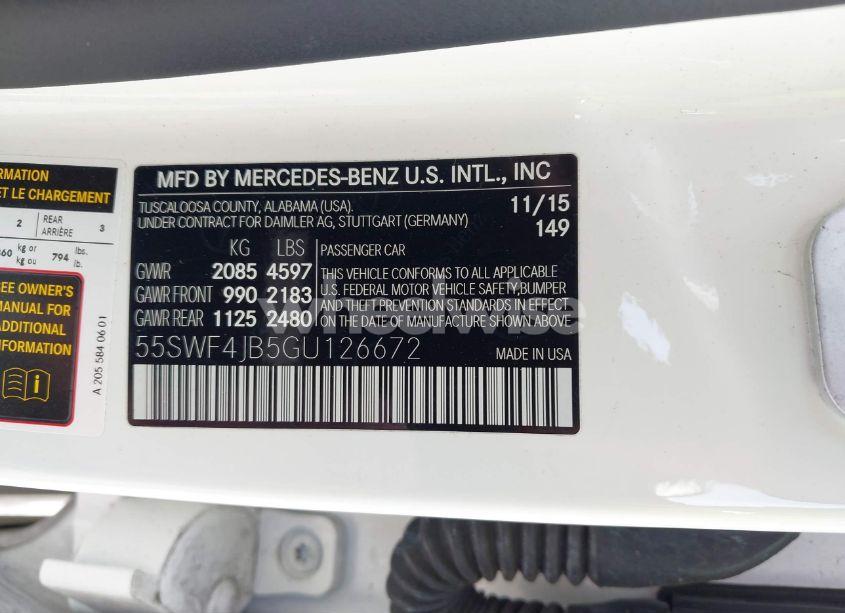 RMATION
ET LE CHARGEMENT
2 REAR ARRIÈRE 3
360 kg or kg ou 794 lbs. lb.
SEE OWNER'S
MANUAL FOR
ADDITIONAL
INFORMATION
A 205 584 06 01
MFD BY MERCEDES-BENZ U.S. INTL., INC
TUSCALOOSA COUNTY, ALABAMA (USA). 11/15
UNDER CONTRACT FOR DAIMLER AG, STUTTGART (GERMANY) 149
KG LBS PASSENGER CAR
GVWR 2085 4597 THIS VEHICLE CONFORMS TO ALL APPLICABLE
GAWR FRONT 990 2183 U.S. FEDERAL MOTOR VEHICLE SAFETY,BUMPER
AND THEFT PREVENTION STANDARDS IN EFFECT
GAWR REAR 1125 2480 ON THE DATE OF MANUFACTURE SHOWN ABOVE
55SWF4JB5GU126672 MADE IN USA